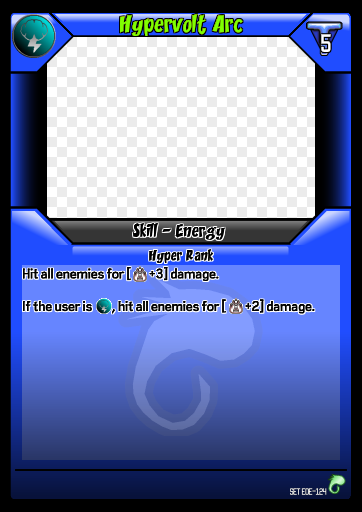 Hypervolt Arc
5
Skill - Energy
Hyper Rank
Hit all enemies for [ +3] damage.
If the user is , hit all enemies for [ +2] damage.
SET EDE-124